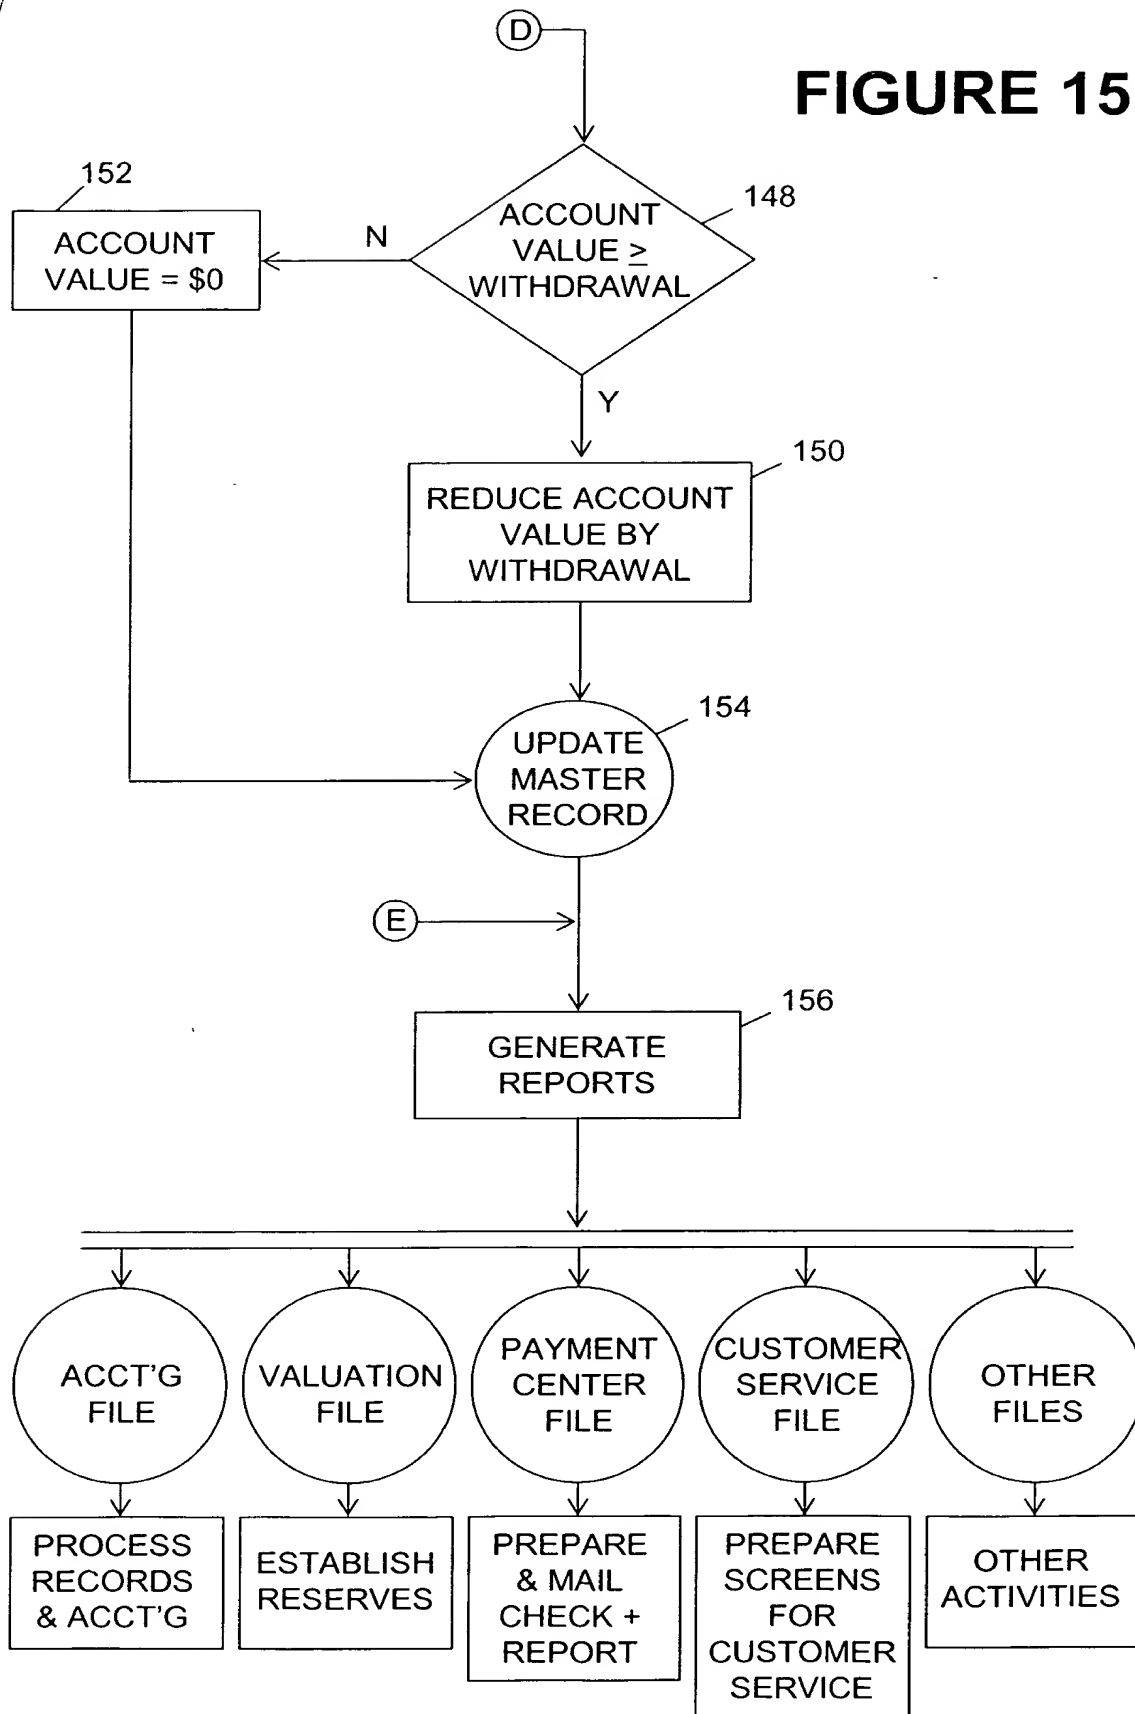 D
FIGURE 15
152
148
ACCOUNT
VALUE = $0
N
ACCOUNT
VALUE ≥
WITHDRAWAL
Y
150
REDUCE ACCOUNT
VALUE BY
WITHDRAWAL
154
UPDATE
MASTER
RECORD
E
156
GENERATE
REPORTS
ACCT'G
FILE
VALUATION
FILE
PAYMENT
CENTER
FILE
CUSTOMER
SERVICE
FILE
OTHER
FILES
PROCESS
RECORDS
& ACCT'G
ESTABLISH
RESERVES
PREPARE
& MAIL
CHECK +
REPORT
PREPARE
SCREENS
FOR
CUSTOMER
SERVICE
OTHER
ACTIVITIES